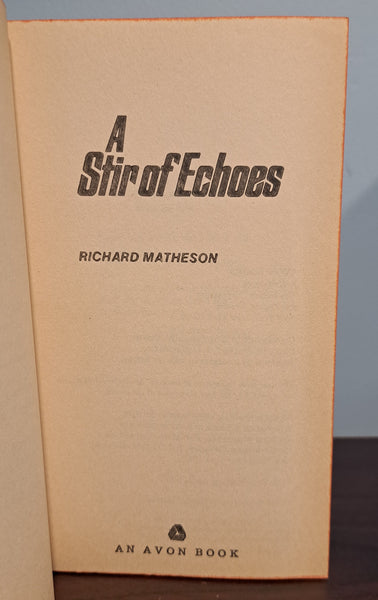 A
Stir of Echoes
RICHARD MATHESON
AN AVON BOOK